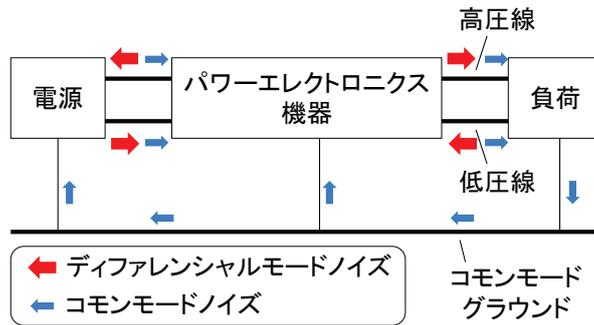 高圧線
電源
パワーエレクトロニクス
機器
負荷
低圧線
ディファレンシャルモードノイズ
コモンモードノイズ
コモンモード
グラウンド